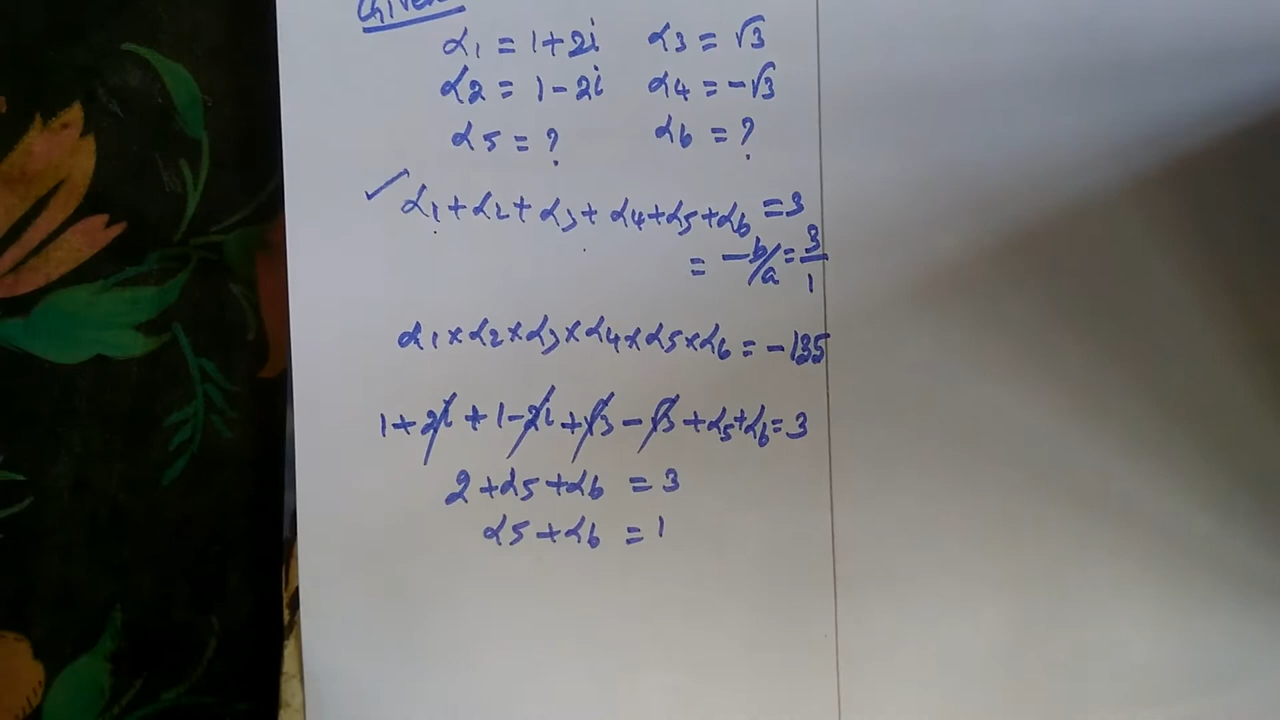 Given
α1 = 1+2i α3 = √3
α2 = 1-2i α4 = -√3
α5 = ? α6 = ?
✓ α1+α2+α3+α4+α5+α6 = 3
= -b/a = 3/1
α1×α2×α3×α4×α5×α6 = -135
1+2i+1-2i+√3-√3+α5+α6=3
2+α5+α6 = 3
α5+α6 = 1